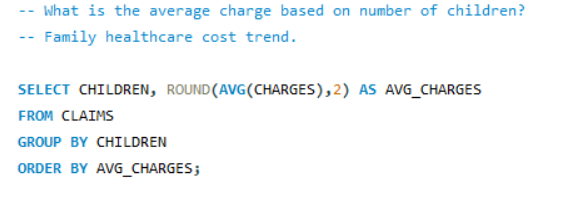 -- What is the average charge based on number of children?
-- Family healthcare cost trend.
SELECT CHILDREN, ROUND(AVG(CHARGES),2) AS AVG_CHARGES
FROM CLAIMS
GROUP BY CHILDREN
ORDER BY AVG_CHARGES;